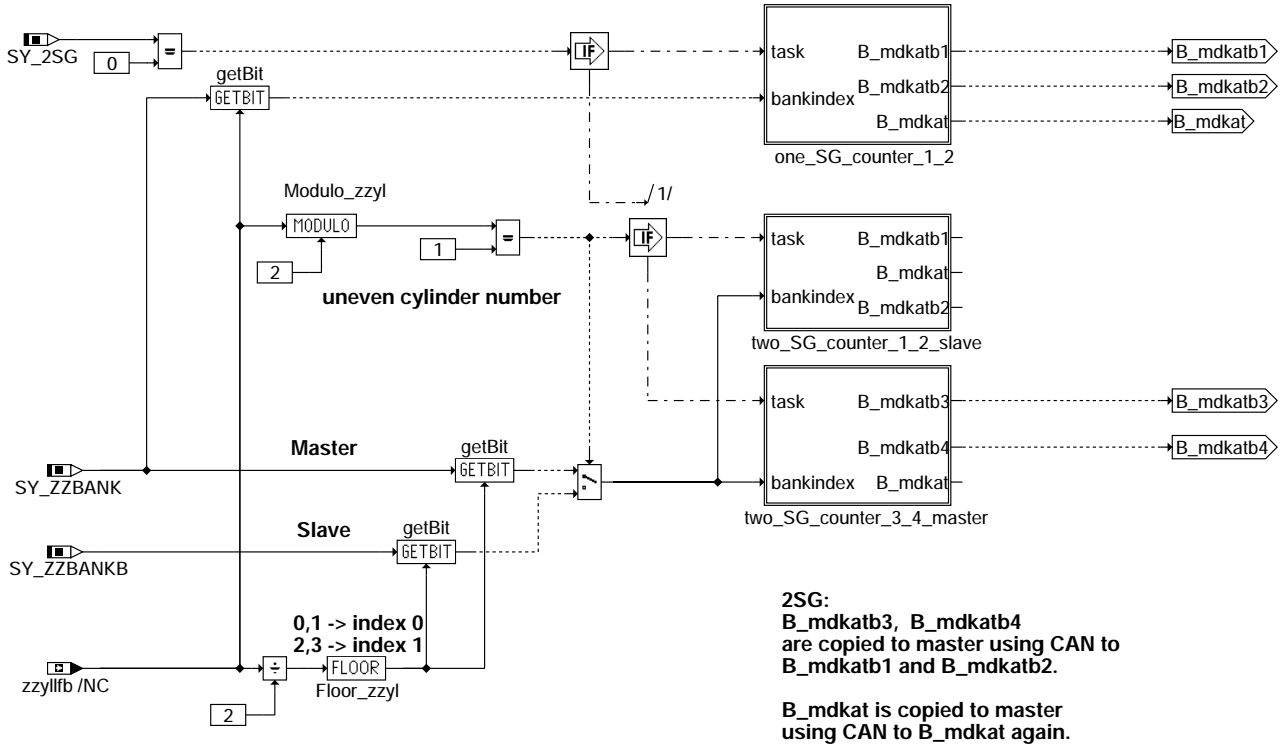 SY_2SG
0
=
IF
task
bankindex
B_mdkatb1
B_mdkatb2
B_mdkat
one_SG_counter_1_2
B_mdkatb1
B_mdkatb2
B_mdkat
getBit
GETBIT
/1/
Modulo_zzyl
MODULO
2
1
=
IF
uneven cylinder number
task
bankindex
B_mdkatb1
B_mdkat
B_mdkatb2
two_SG_counter_1_2_slave
task
bankindex
B_mdkatb3
B_mdkatb4
B_mdkat
two_SG_counter_3_4_master
B_mdkatb3
B_mdkatb4
Master
getBit
GETBIT
SY_ZZBANK
Slave
getBit
GETBIT
SY_ZZBANKB
0,1 -> index 0
2,3 -> index 1
FLOOR
Floor_zzyl
zzyllfb /NC
÷
2
2SG:
B_mdkatb3, B_mdkatb4
are copied to master using CAN to
B_mdkatb1 and B_mdkatb2.
B_mdkat is copied to master
using CAN to B_mdkat again.